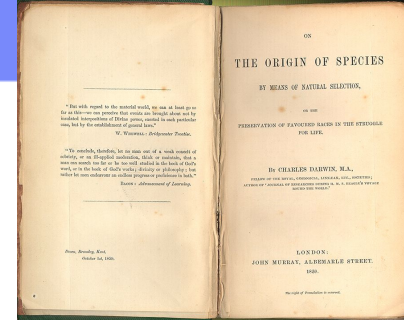 "But with regard to the material world, we can at least go so
far as this—we can perceive that events are brought about not by
insulated interpositions of Divine power, exerted in each particular
case, but by the establishment of general laws."
W. Whewell: Bridgewater Treatise.
"To conclude, therefore, let no man out of a weak conceit of
sobriety, or an ill-applied moderation, think or maintain, that a
man can search too far or be too well studied in the book of God's
word, or in the book of God's works; divinity or philosophy; but
rather let men endeavour an endless progress or proficience in both."
Bacon: Advancement of Learning.
Down, Bromley, Kent,
October 1st, 1859.
ON
THE ORIGIN OF SPECIES
BY MEANS OF NATURAL SELECTION,
OR THE
PRESERVATION OF FAVOURED RACES IN THE STRUGGLE
FOR LIFE.
By CHARLES DARWIN, M.A.,
FELLOW OF THE ROYAL, GEOLOGICAL, LINNÆAN, ETC., SOCIETIES;
AUTHOR OF 'JOURNAL OF RESEARCHES DURING H. M. S. BEAGLE'S VOYAGE
ROUND THE WORLD.'
LONDON:
JOHN MURRAY, ALBEMARLE STREET.
1859.
The right of Translation is reserved.